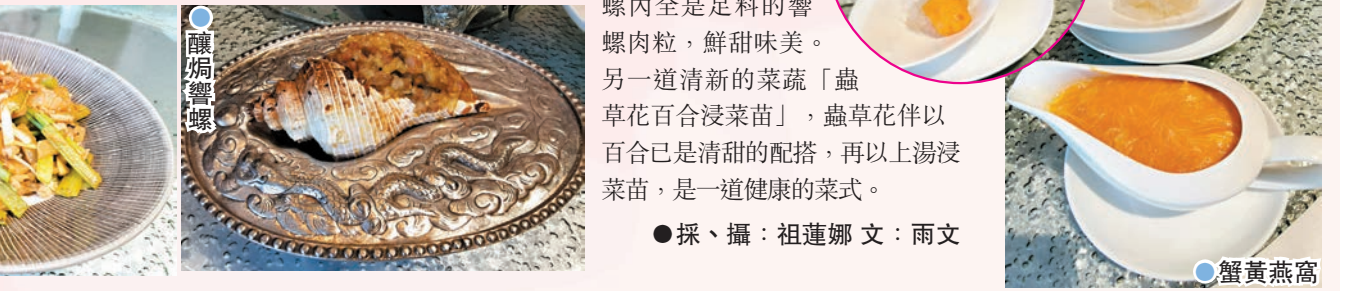 ●釀焗響螺
螺內全是足料的響
螺肉粒，鮮甜味美。
另一道清新的菜蔬「蟲
草花百合浸菜苗」，蟲草花伴以
百合已是清甜的配搭，再以上湯浸
菜苗，是一道健康的菜式。
●採、攝：祖蓮娜 文：雨文
●蟹黃燕窩